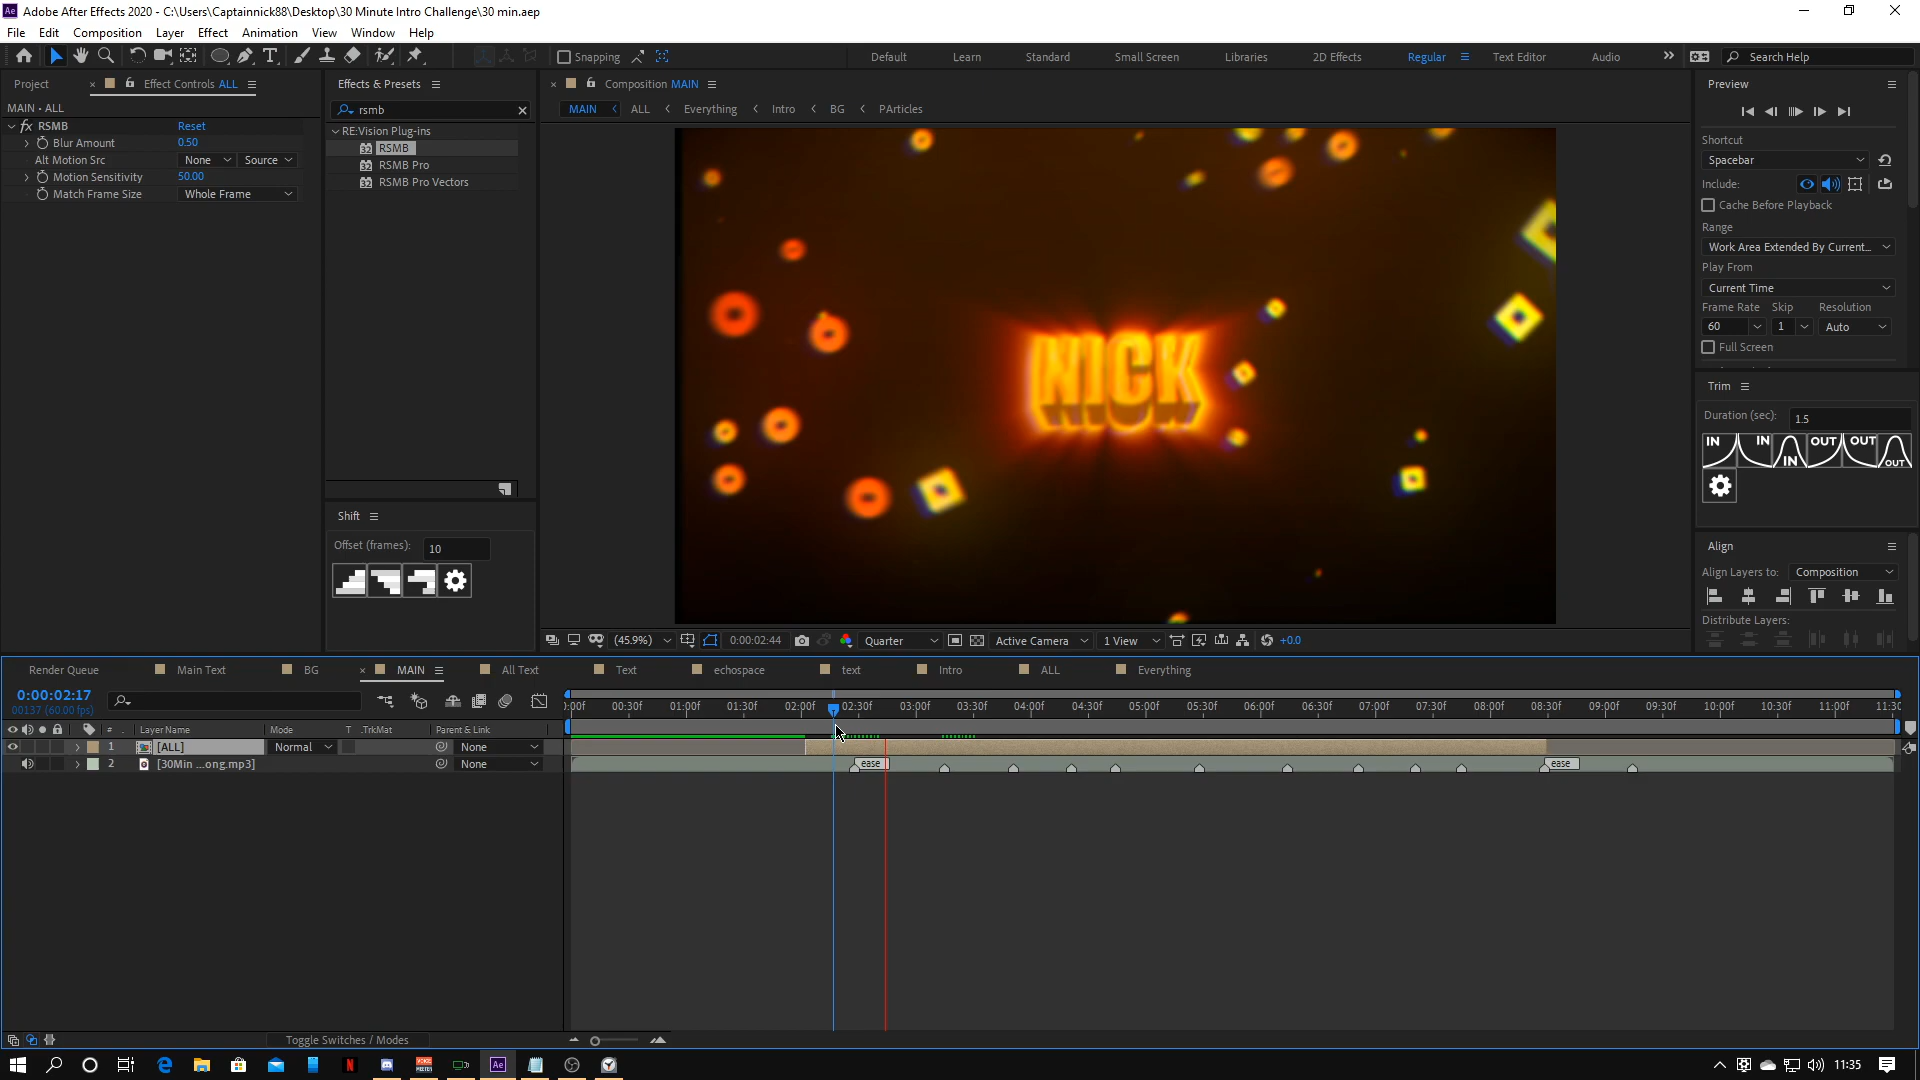 Adobe After Effects 2020 - C:\Users\Captainnick88\Desktop\30 Minute Intro Challenge\30 min.aep
File Edit Composition Layer Effect Animation View Window Help
Snapping Default Learn Standard Small Screen Libraries 2D Effects Regular Text Editor Audio Search Help
Project Effect Controls ALL
MAIN • ALL
fx RSMB Reset
Blur Amount 0.50
Alt Motion Src None Source
Motion Sensitivity 50.00
Match Frame Size Whole Frame
Effects & Presets
rsmb
RE:Vision Plug-ins
RSMB
RSMB Pro
RSMB Pro Vectors
Shift
Offset (frames): 10
Composition MAIN
MAIN ALL Everything Intro BG PArticles
NICK
(45.9%) 0:00:02:44 Quarter Active Camera 1 View +0.0
Preview
Shortcut
Spacebar
Include:
Cache Before Playback
Range
Work Area Extended By Current...
Play From
Current Time
Frame Rate Skip Resolution
60 1 Auto
Full Screen
Trim
Duration (sec): 1.5
IN IN IN OUT OUT OUT
Align
Align Layers to: Composition
Distribute Layers:
Render Queue Main Text BG MAIN All Text Text echospace text Intro ALL Everything
0:00:02:17
00137 (60.00 fps)
:00f 00:30f 01:00f 01:30f 02:00f 02:30f 03:00f 03:30f 04:00f 04:30f 05:00f 05:30f 06:00f 06:30f 07:00f 07:30f 08:00f 08:30f 09:00f 09:30f 10:00f 10:30f 11:00f 11:30
# . Layer Name Mode T .TrkMat Parent & Link
1 [ALL] Normal None
2 [30Min ...ong.mp3] None
ease ease
Toggle Switches / Modes
Ae 11:35